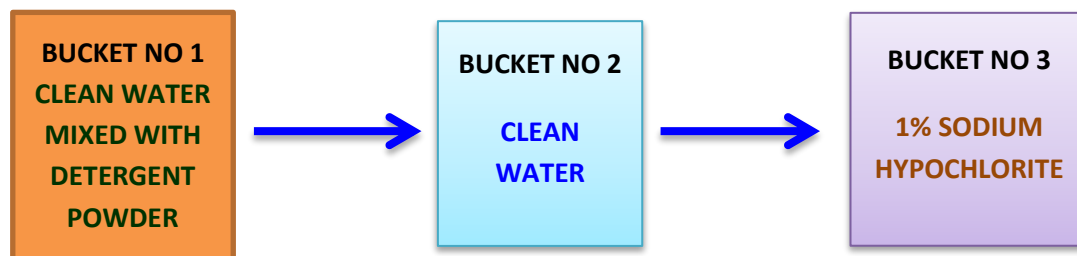 BUCKET NO 1
CLEAN WATER
MIXED WITH
DETERGENT
POWDER
BUCKET NO 2
CLEAN
WATER
BUCKET NO 3
1% SODIUM
HYPOCHLORITE